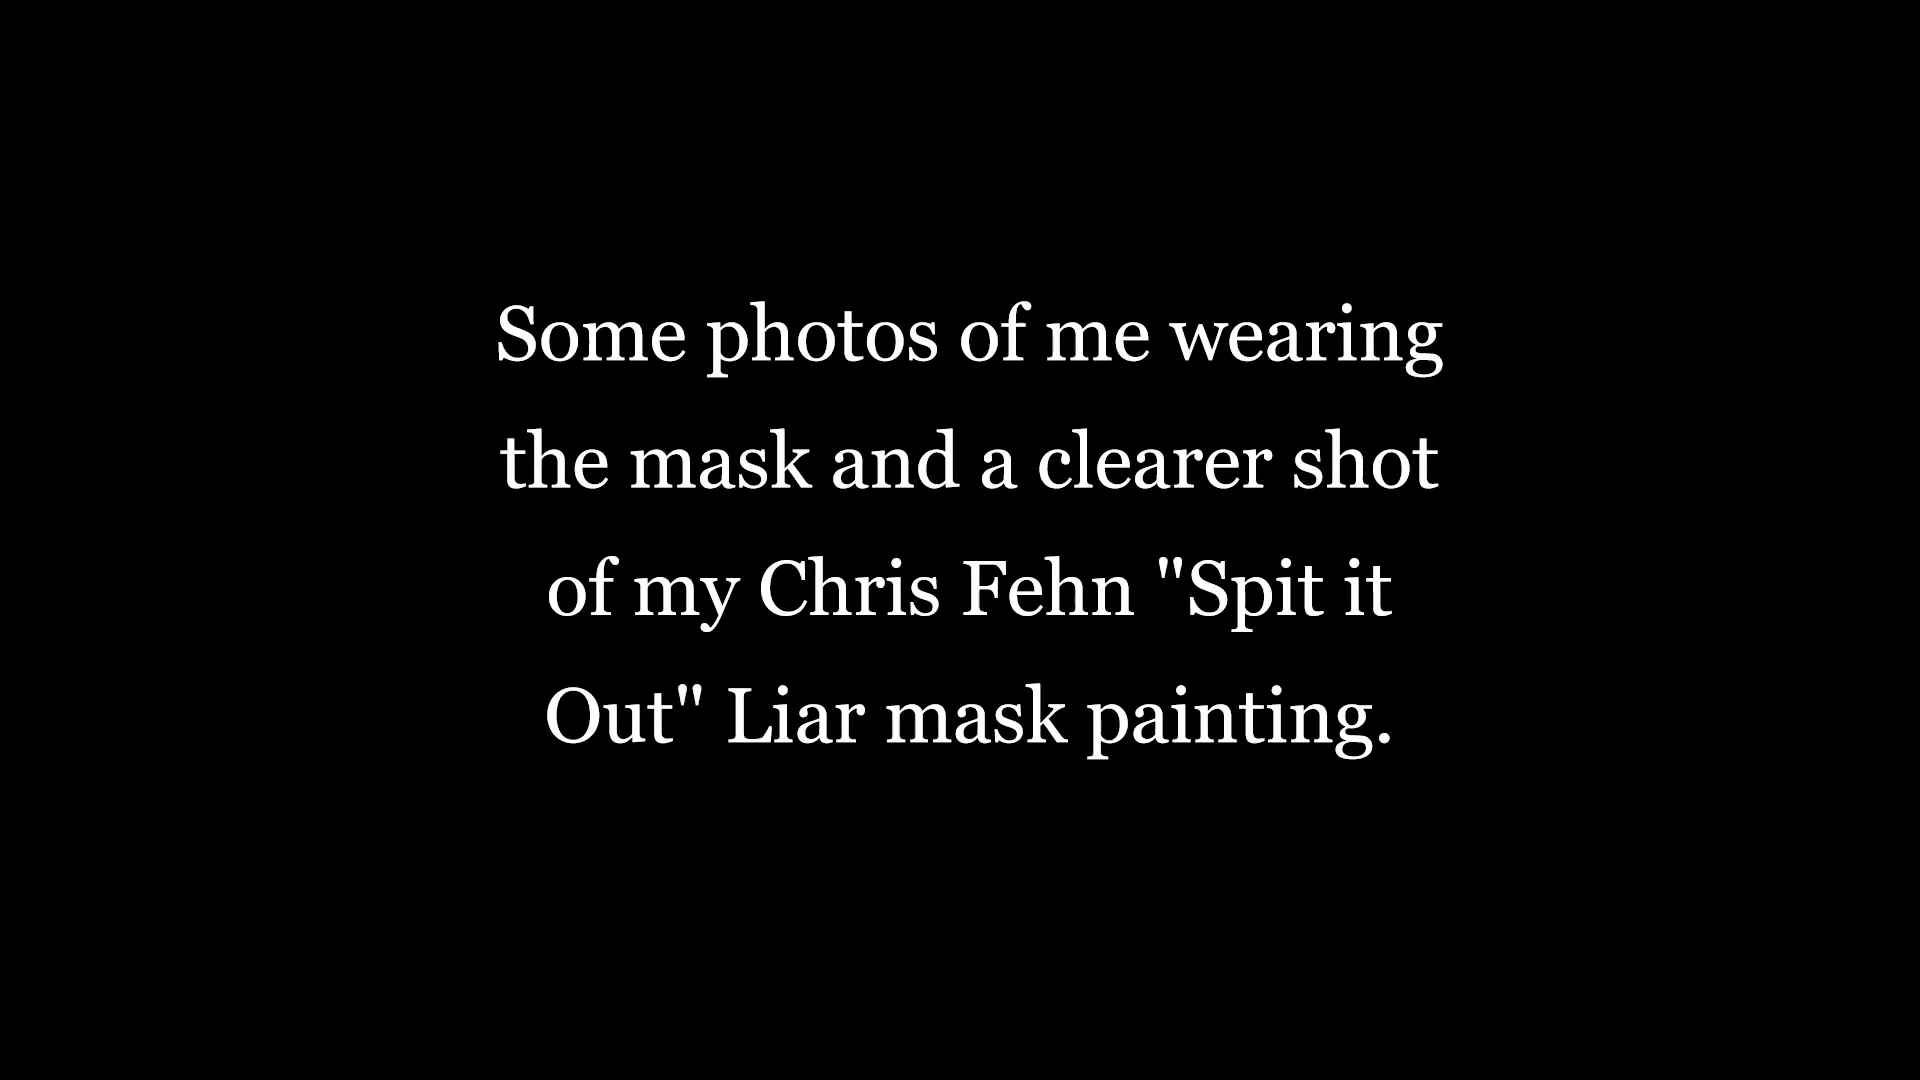 Some photos of me wearing
the mask and a clearer shot
of my Chris Fehn "Spit it
Out" Liar mask painting.